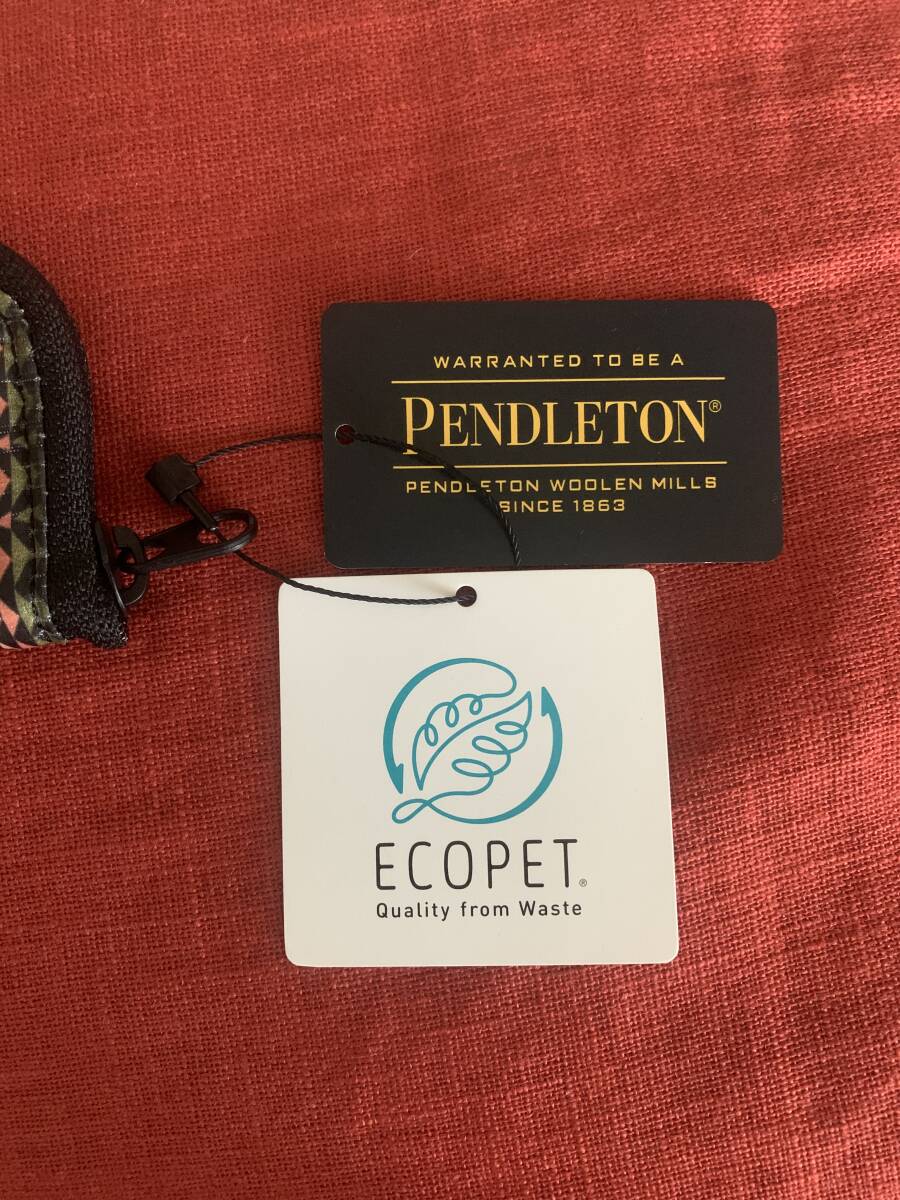 WARRANTED TO BE A
PENDLETON®
PENDLETON WOOLEN MILLS
SINCE 1863
ECOPET®
Quality from Waste